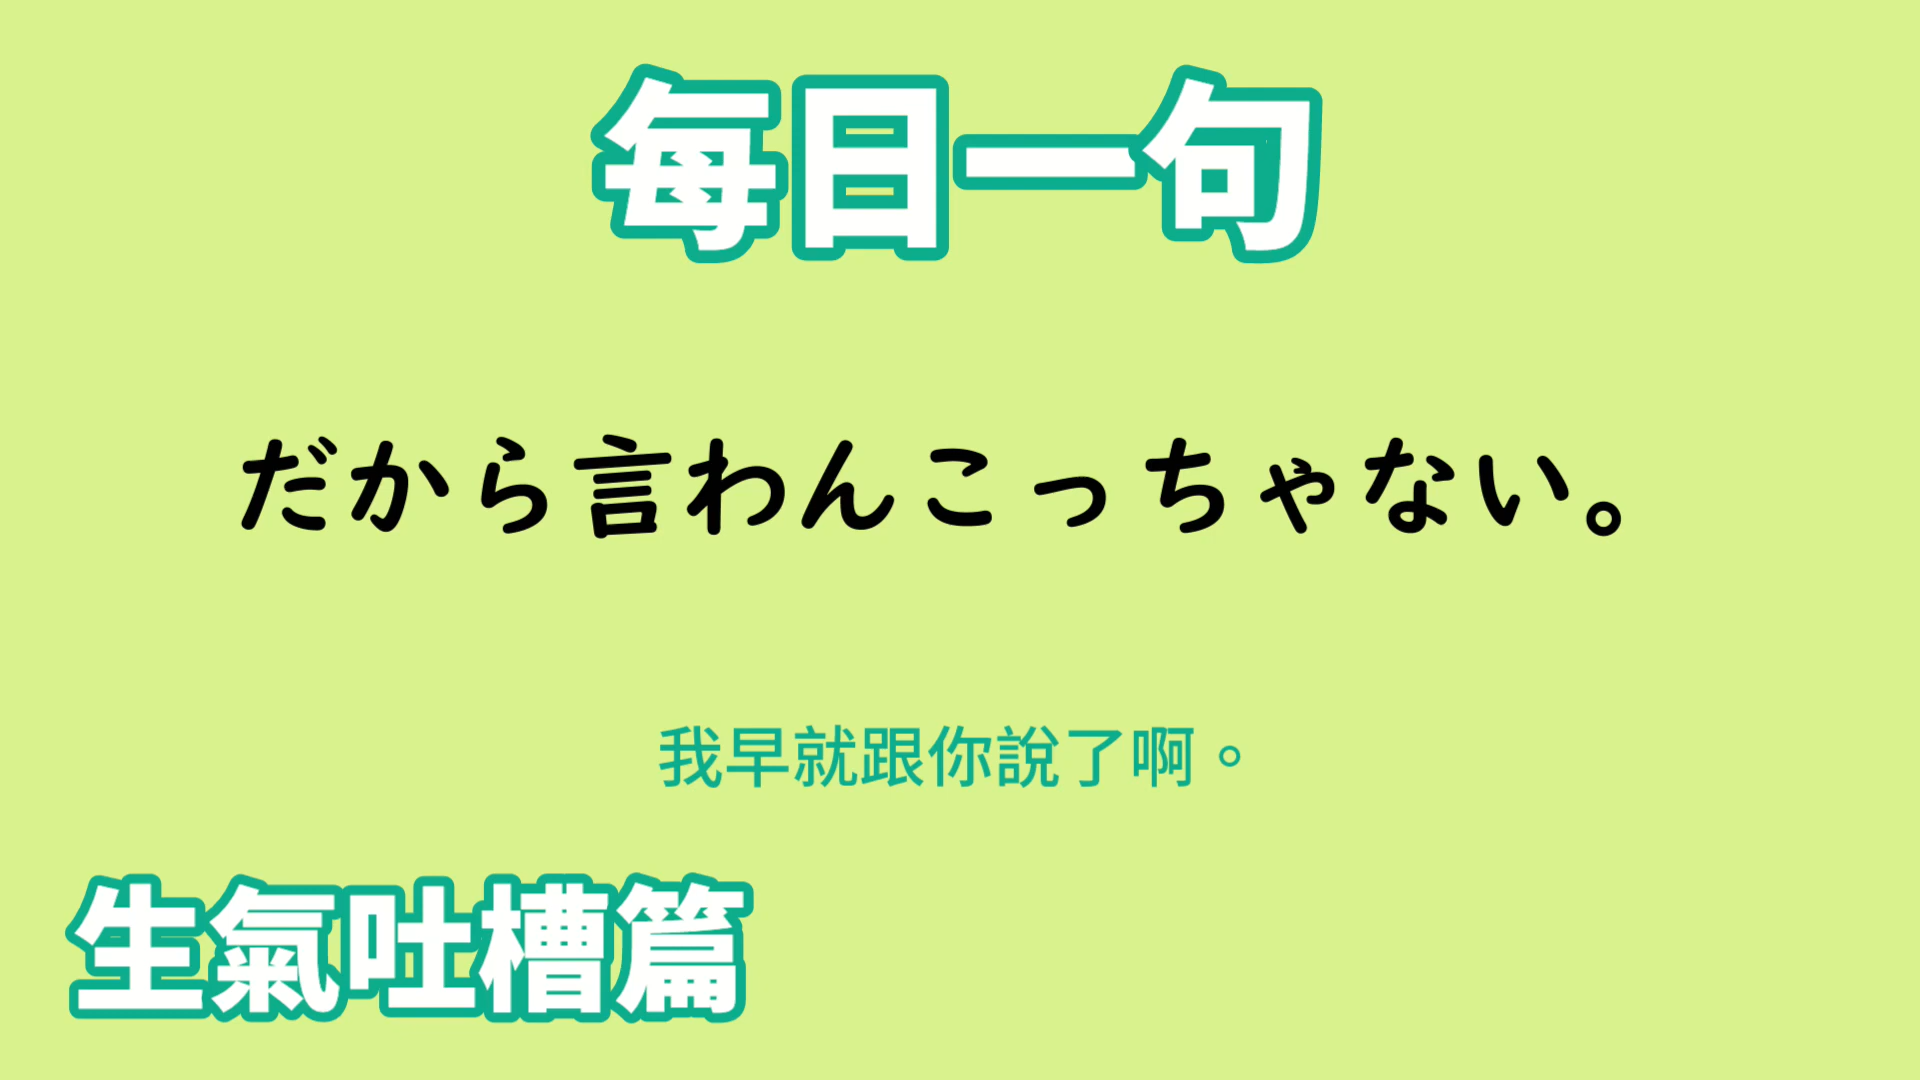 每日一句
だから言わんこっちゃない。
我早就跟你說了啊。
生氣吐槽篇